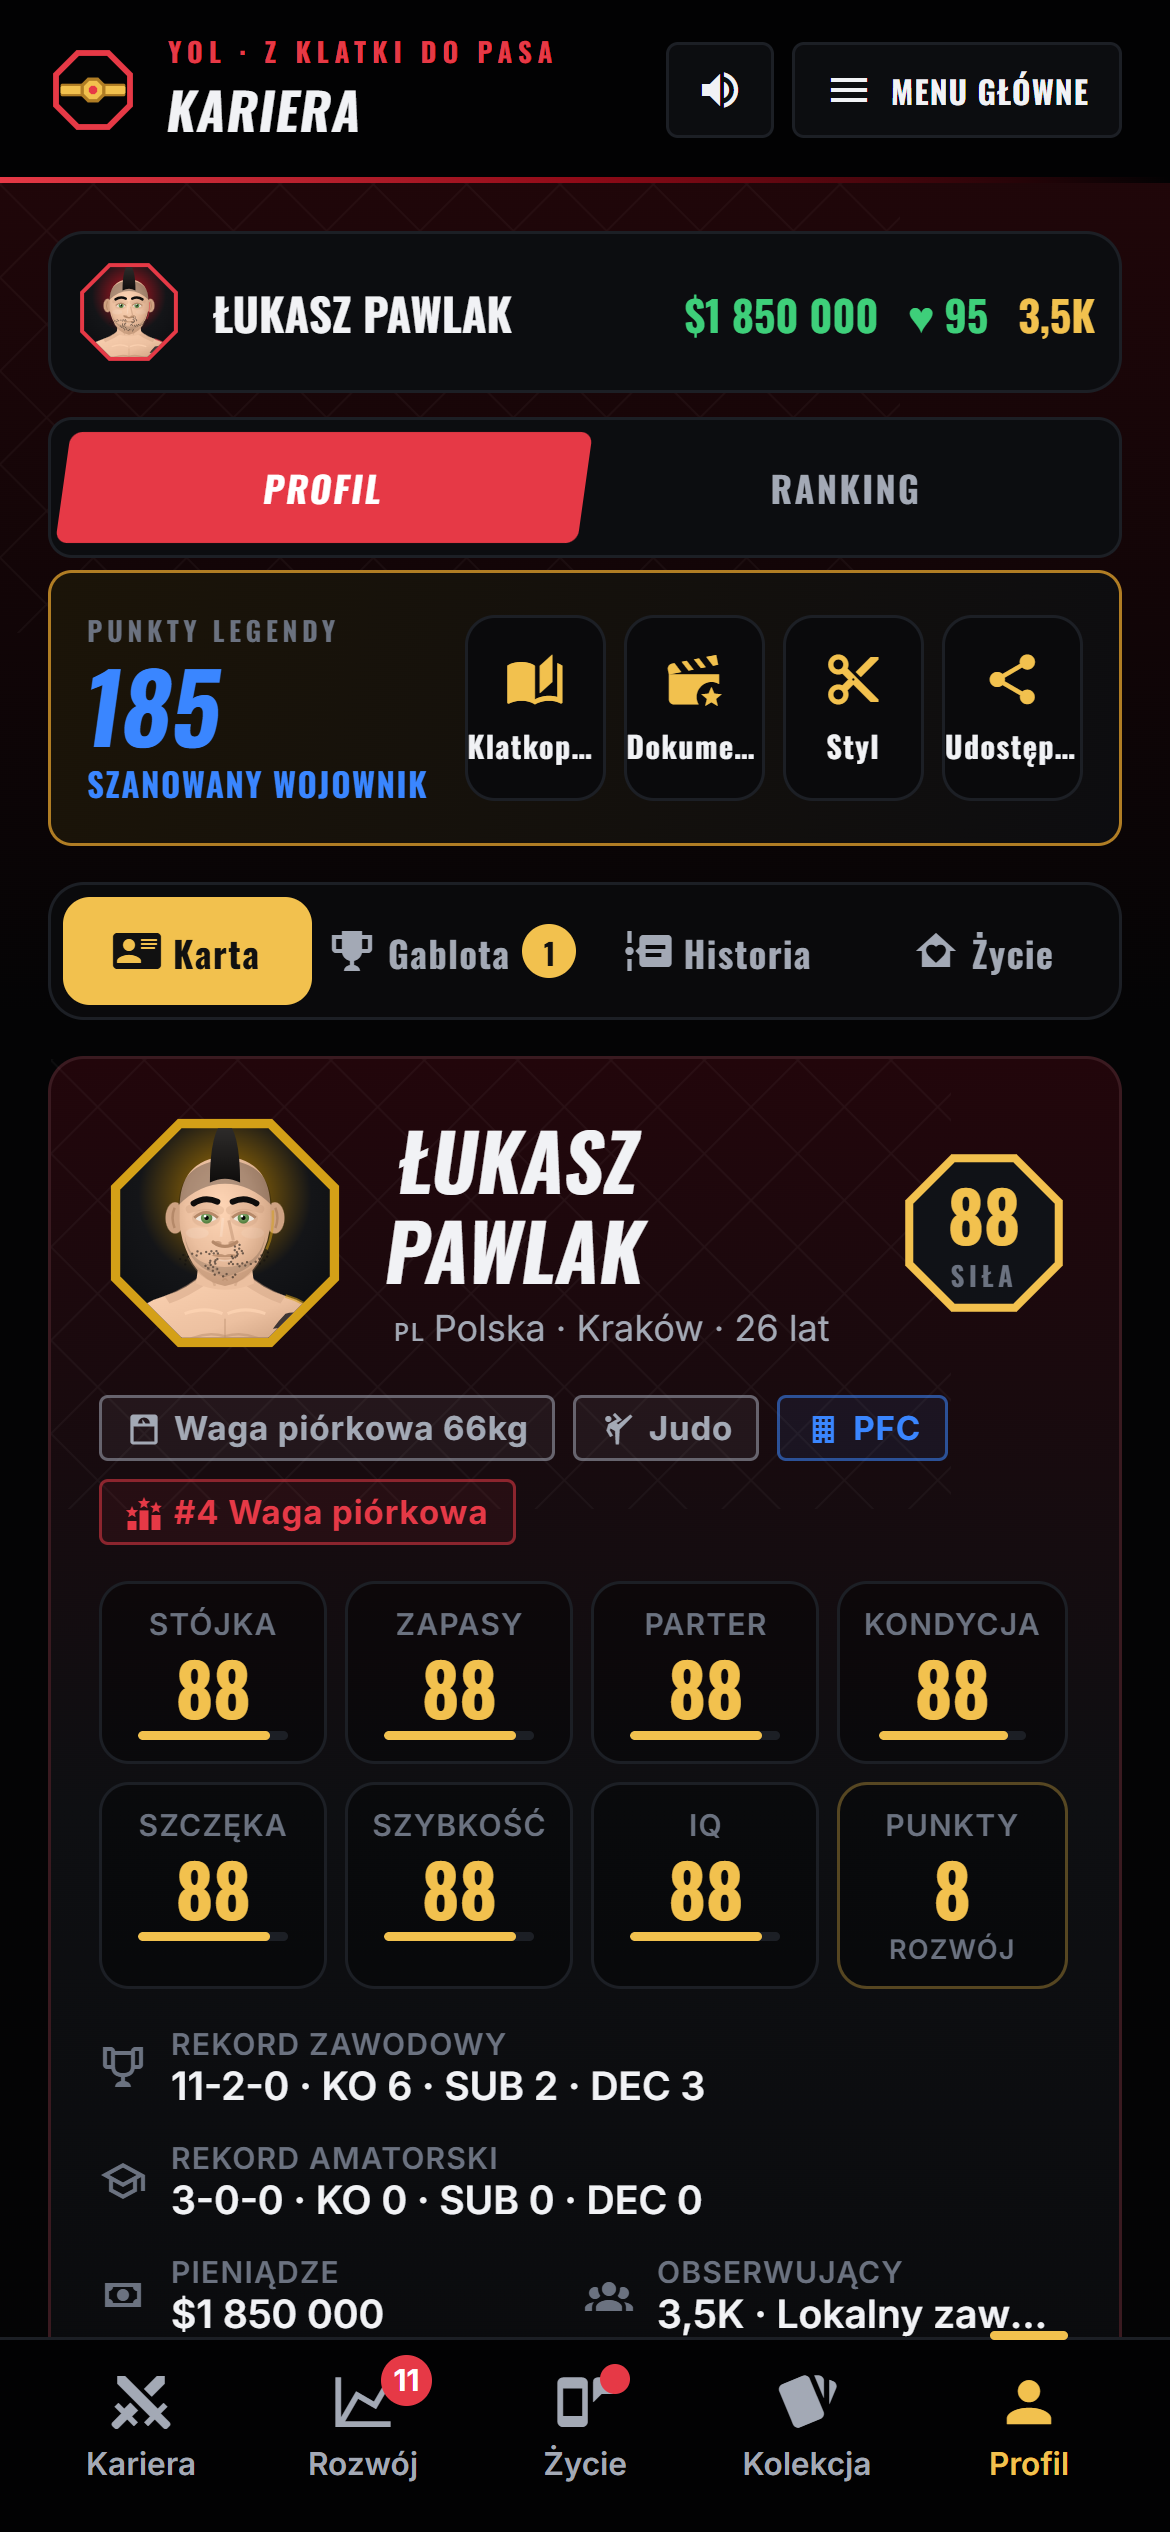 YOL · Z KLATKI DO PASA
KARIERA
MENU GŁÓWNE
ŁUKASZ PAWLAK
$1 850 000 ♥ 95 3,5K
PROFIL
RANKING
PUNKTY LEGENDY
185
SZANOWANY WOJOWNIK
Klatkop...
Dokume...
Styl
Udostęp...
Karta
Gablota 1
Historia
Życie
ŁUKASZ
PAWLAK
PL Polska · Kraków · 26 lat
88
SIŁA
Waga piórkowa 66kg
Judo
PFC
#4 Waga piórkowa
STÓJKA
88
ZAPASY
88
PARTER
88
KONDYCJA
88
SZCZĘKA
88
SZYBKOŚĆ
88
IQ
88
PUNKTY
8
ROZWÓJ
REKORD ZAWODOWY
11-2-0 · KO 6 · SUB 2 · DEC 3
REKORD AMATORSKI
3-0-0 · KO 0 · SUB 0 · DEC 0
PIENIĄDZE
$1 850 000
OBSERWUJĄCY
3,5K · Lokalny zaw...
Kariera
11
Rozwój
Życie
Kolekcja
Profil